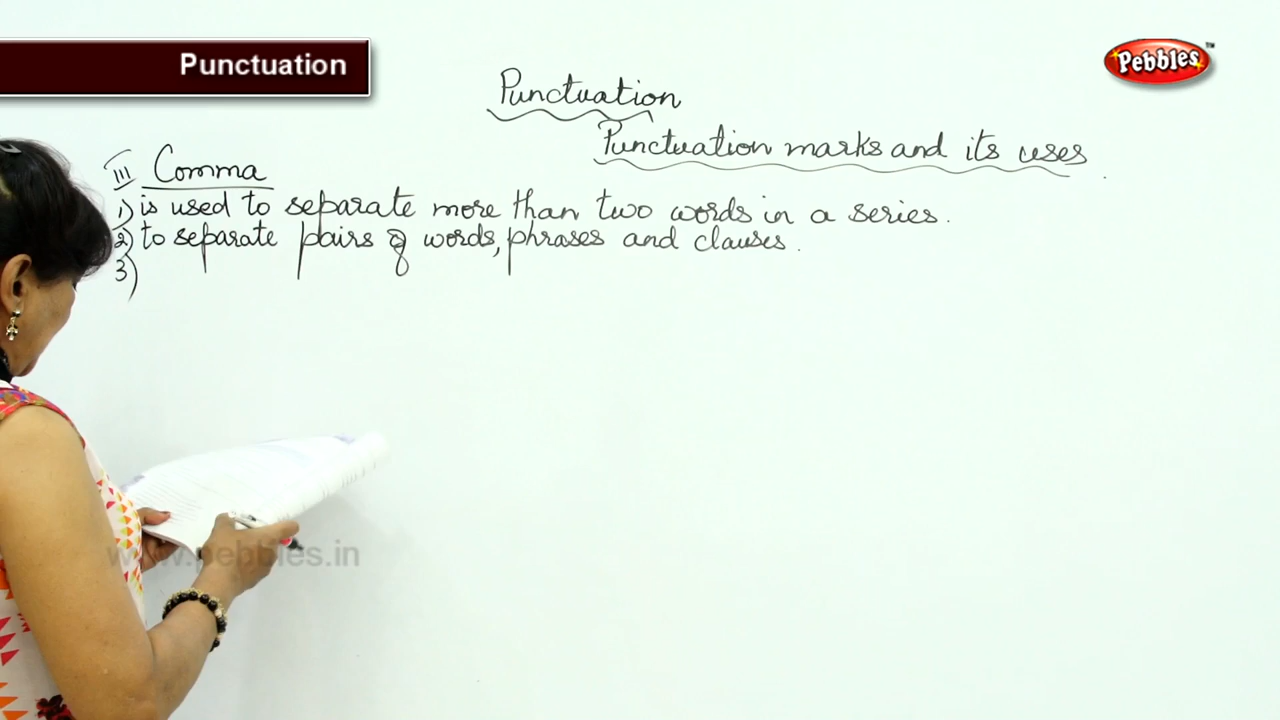 Punctuation
Pebbles™
Punctuation
Punctuation marks and its uses
III Comma
1) is used to separate more than two words in a series.
2) to separate pairs of words, phrases and clauses.
3)
www.pebbles.in